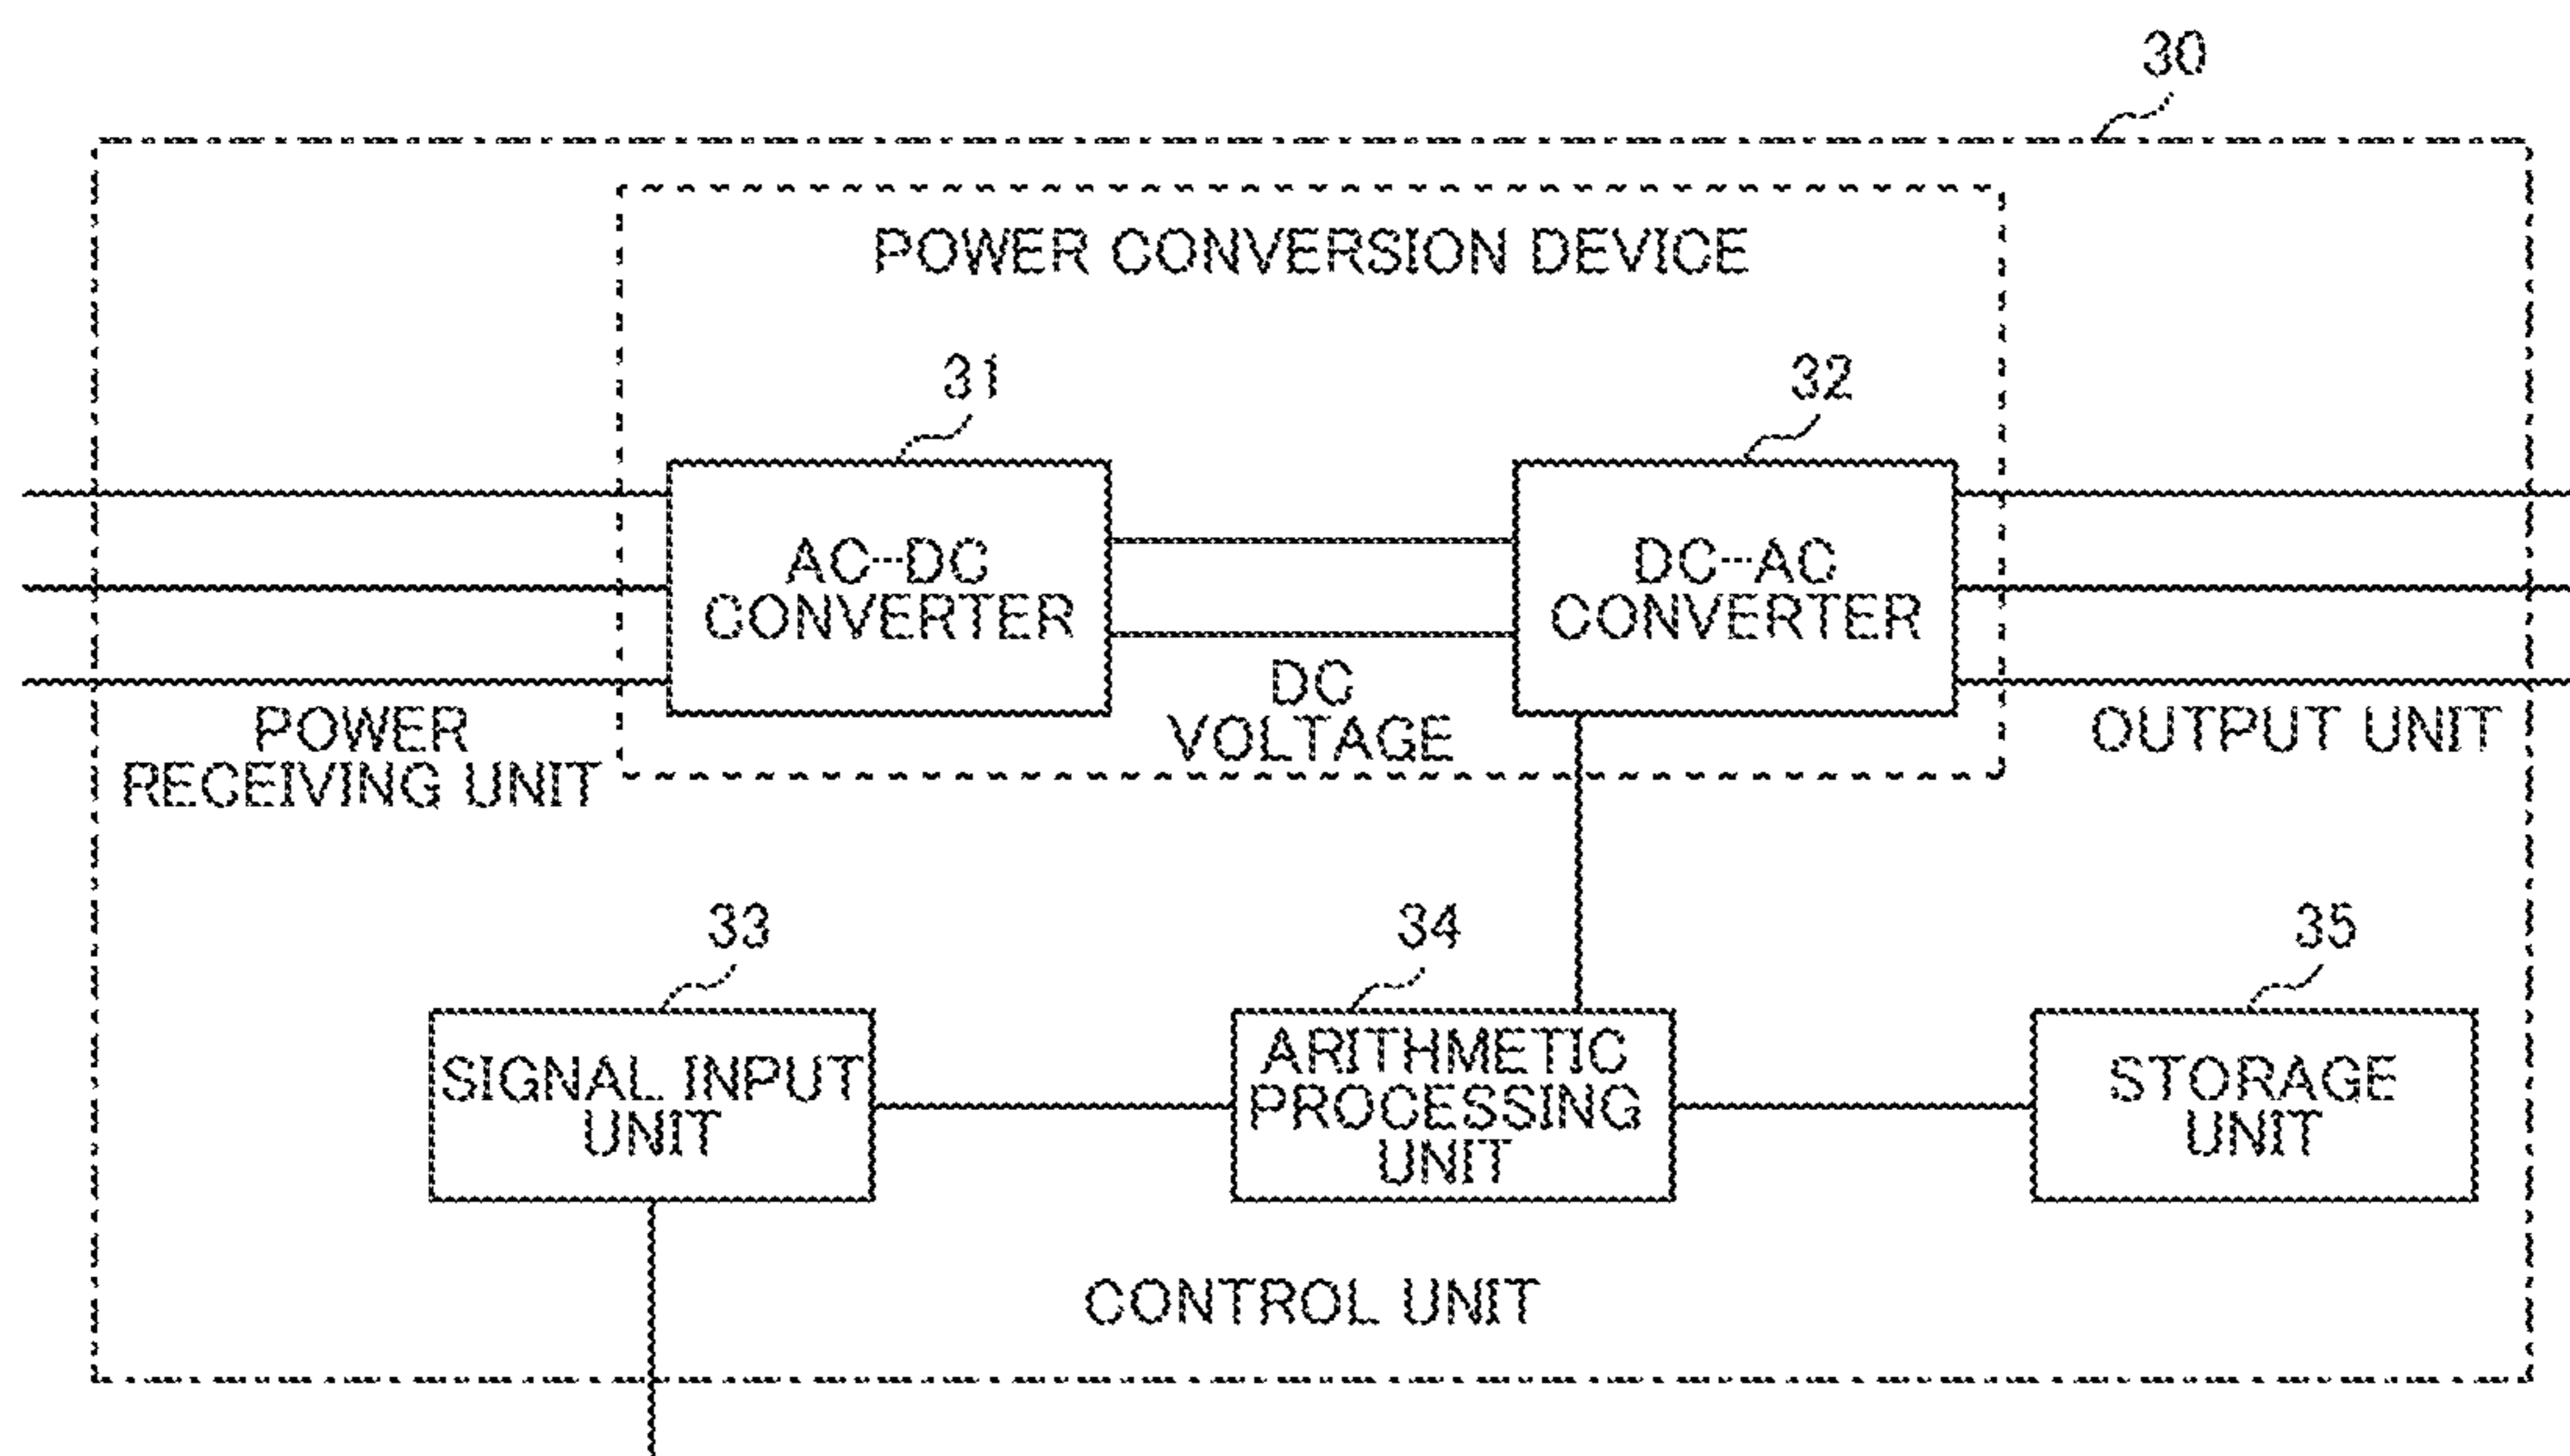 30
POWER CONVERSION DEVICE
31
32
AC-DC
CONVERTER
DC-AC
CONVERTER
DC
VOLTAGE
POWER
RECEIVING UNIT
OUTPUT UNIT
33
34
35
SIGNAL INPUT
UNIT
ARITHMETIC
PROCESSING
UNIT
STORAGE
UNIT
CONTROL UNIT